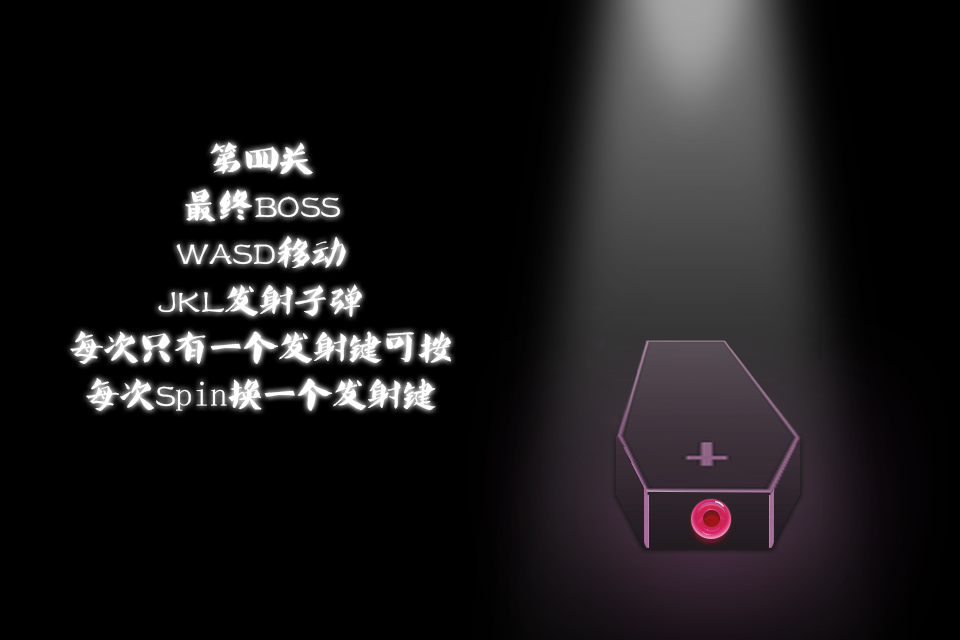 第四关
最终BOSS
WASD移动
JKL发射子弹
每次只有一个发射键可按
每次Spin换一个发射键